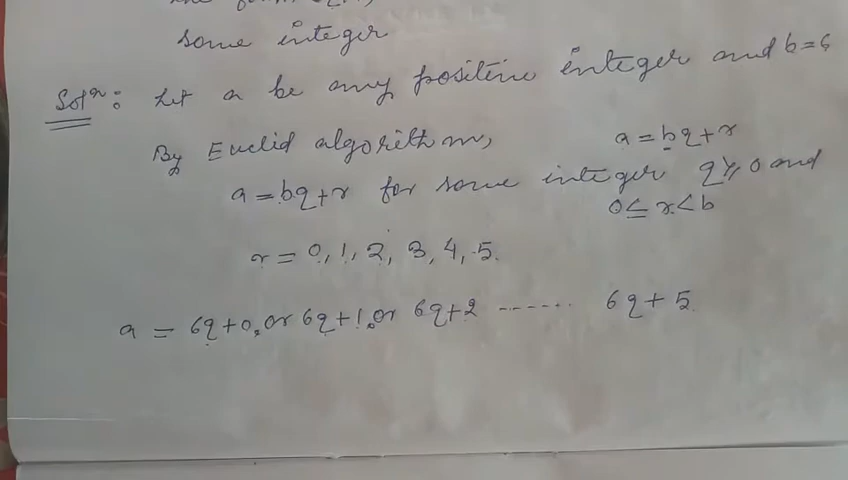 some integer
Solⁿ: Let a be any positive integer and b=6
By Euclid algorithm,
a = bq+r
a = bq+r for some integer q ≥ 0 and
0 ≤ r < b
r = 0, 1, 2, 3, 4, 5.
a = 6q+0, or 6q+1, or 6q+2 ....... 6q+5